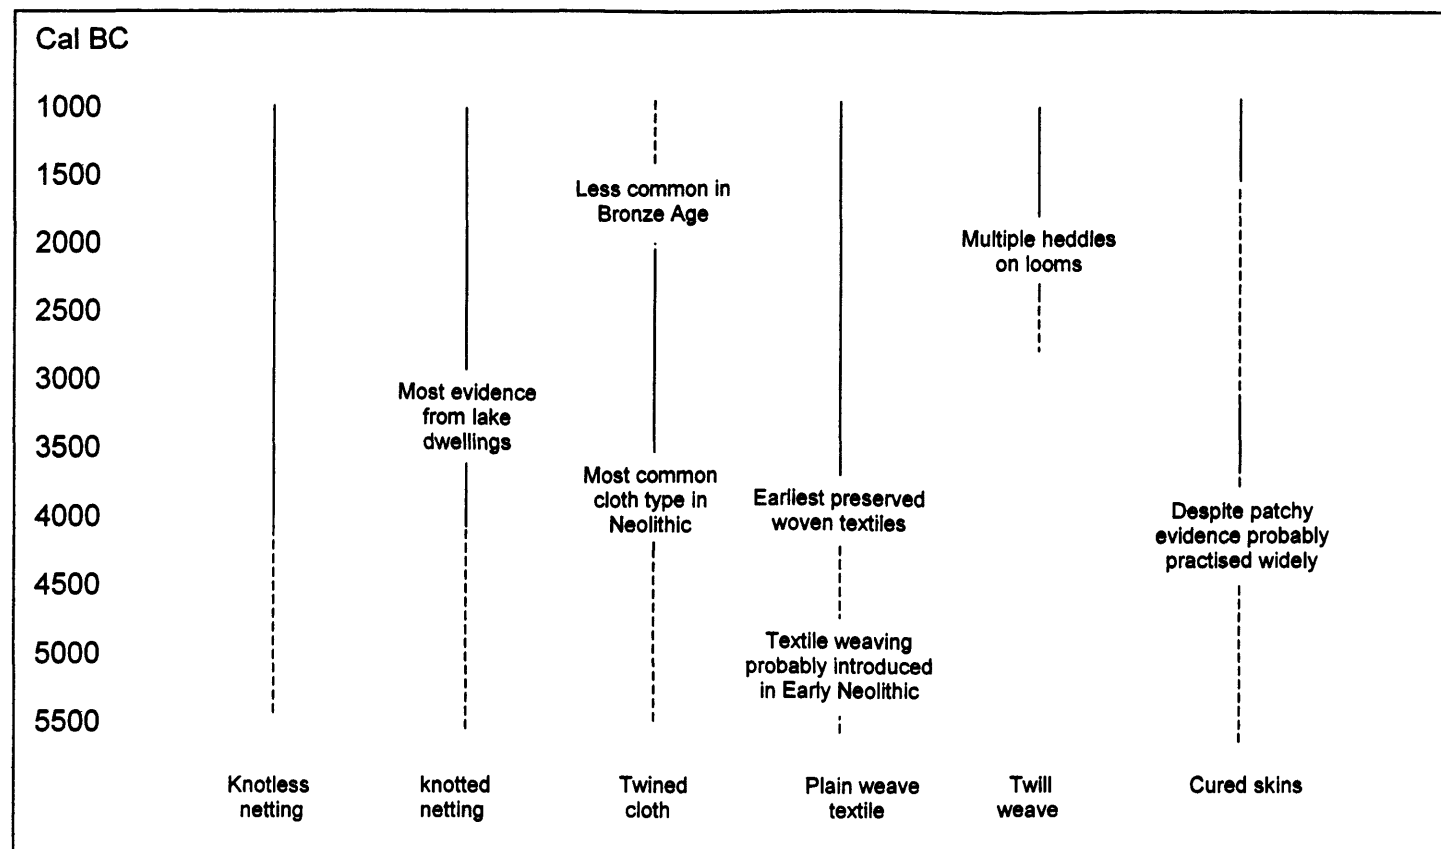 Cal BC
1000
1500
2000
2500
3000
3500
4000
4500
5000
5500
Most evidence
from lake
dwellings
Less common in
Bronze Age
Most common
cloth type in
Neolithic
Earliest preserved
woven textiles
Textile weaving
probably introduced
in Early Neolithic
Multiple heddles
on looms
Despite patchy
evidence probably
practised widely
Knotless
netting
knotted
netting
Twined
cloth
Plain weave
textile
Twill
weave
Cured skins